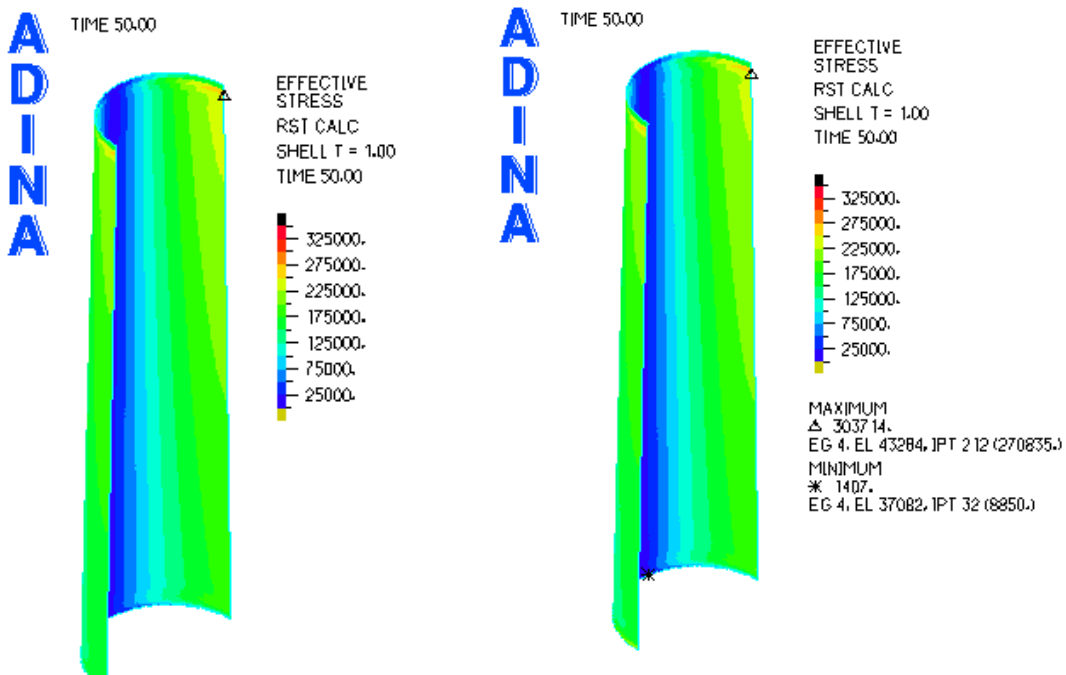 ADINA
TIME 50.00
EFFECTIVE
STRESS
RST CALC
SHELL T = 1.00
TIME 50.00
325000.
275000.
225000.
175000.
125000.
75000.
25000.
ADINA
TIME 50.00
EFFECTIVE
STRESS
RST CALC
SHELL T = 1.00
TIME 50.00
325000.
275000.
225000.
175000.
125000.
75000.
25000.
MAXIMUM
△ 303714.
EG 4, EL 43284, IPT 212 (270835.)
MINIMUM
* 1407.
EG 4, EL 37082, IPT 32 (8850.)